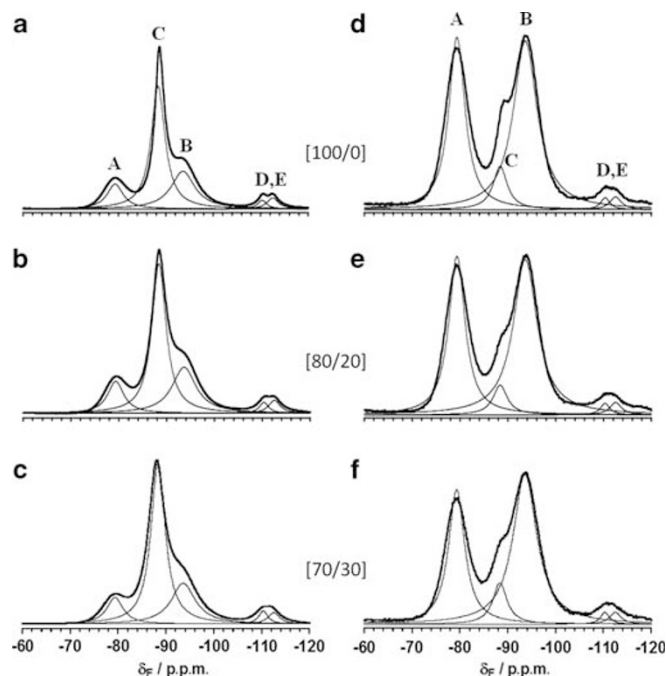 a
d
C
A
B
D,E
[100/0]
A
B
C
D,E
b
e
[80/20]
c
f
[70/30]
-60 -70 -80 -90 -100 -110 -120
-60 -70 -80 -90 -100 -110 -120
δF / p.p.m.
δF / p.p.m.